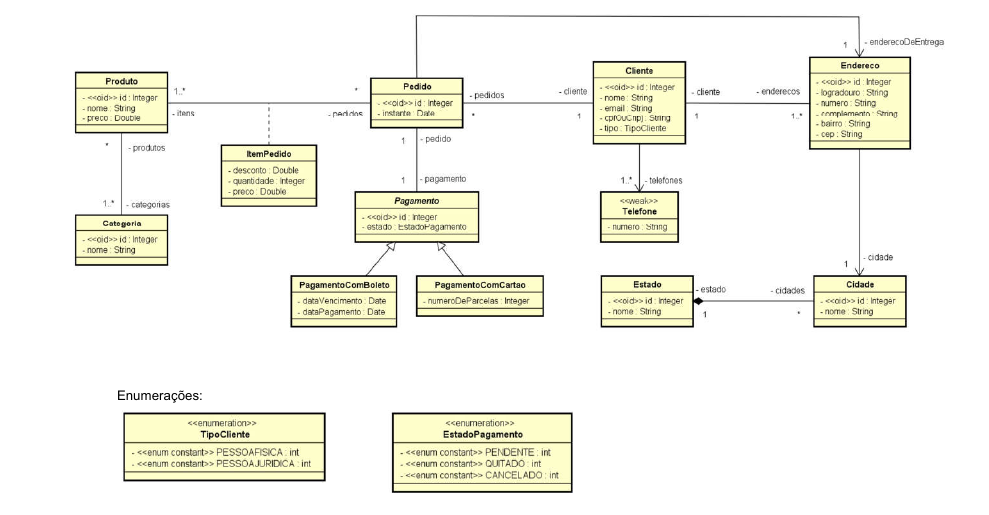 1
- enderecoDeEntrega
Produto
- <<oid>> id : Integer
- nome : String
- preco : Double
1..*
- itens
*
- pedidos
Pedido
- <<oid>> id : Integer
- instante : Date
- pedidos
*
- cliente
1
Cliente
- <<oid>> id : Integer
- nome : String
- email : String
- cpfOuCnpj : String
- tipo : TipoCliente
- cliente
1
- enderecos
1..*
Endereco
- <<oid>> id : Integer
- logradouro : String
- numero : String
- complemento : String
- bairro : String
- cep : String
*
- produtos
ItemPedido
- desconto : Double
- quantidade : Integer
- preco : Double
1
- pedido
1
- pagamento
1..*
- telefones
1..*
- categorias
Categoria
- <<oid>> id : Integer
- nome : String
Pagamento
- <<oid>> id : Integer
- estado : EstadoPagamento
<<weak>>
Telefone
- numero : String
PagamentoComBoleto
- dataVencimento : Date
- dataPagamento : Date
PagamentoComCartao
- numeroDeParcelas : Integer
Estado
- <<oid>> id : Integer
- nome : String
- estado
1
- cidades
*
1
- cidade
Cidade
- <<oid>> id : Integer
- nome : String
Enumerações:
<<enumeration>>
TipoCliente
- <<enum constant>> PESSOAFISICA : int
- <<enum constant>> PESSOAJURIDICA : int
<<enumeration>>
EstadoPagamento
- <<enum constant>> PENDENTE : int
- <<enum constant>> QUITADO : int
- <<enum constant>> CANCELADO : int